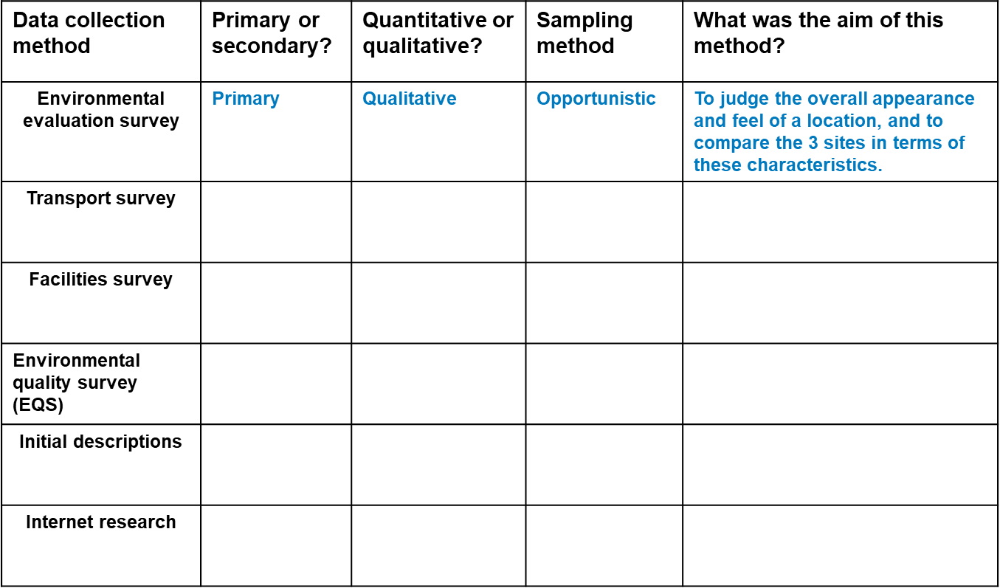 Data collection
method
Primary or
secondary?
Quantitative or
qualitative?
Sampling
method
What was the aim of this
method?
Environmental
evaluation survey
Primary
Qualitative
Opportunistic
To judge the overall appearance
and feel of a location, and to
compare the 3 sites in terms of
these characteristics.
Transport survey
Facilities survey
Environmental
quality survey
(EQS)
Initial descriptions
Internet research